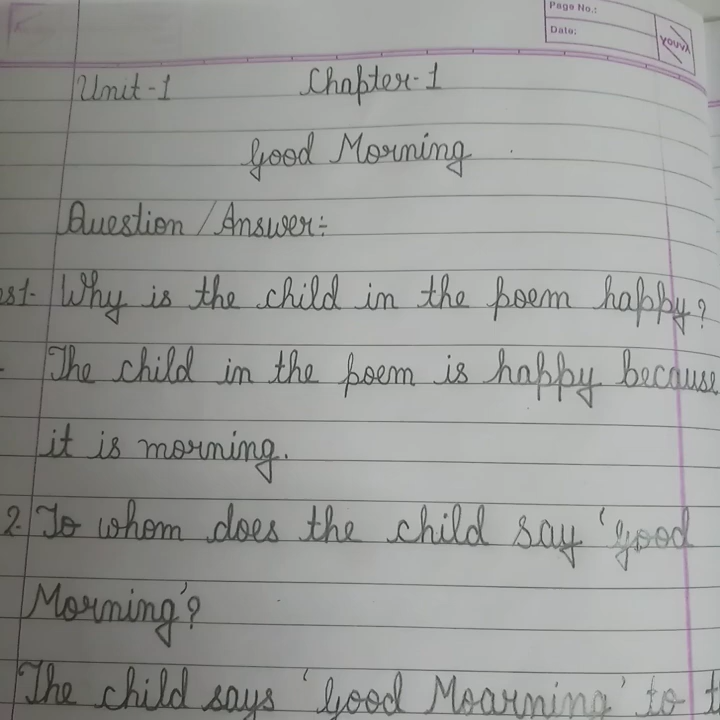 Page No.:
Date:
YOUVA
Unit-1 Chapter-1
Good Morning
Question / Answer:-
es1- Why is the child in the poem happy?
- The child in the poem is happy because
it is morning.
2. To whom does the child say 'good
Morning'?
The child says 'Good Moarning' to t